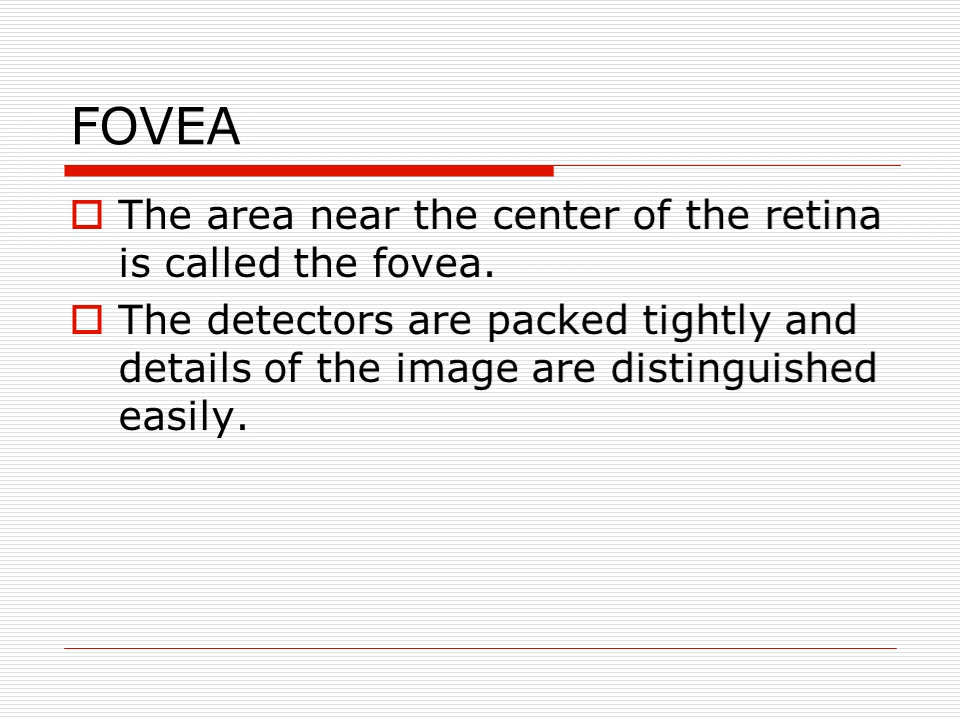 FOVEA
The area near the center of the retina
is called the fovea.
The detectors are packed tightly and
details of the image are distinguished
easily.